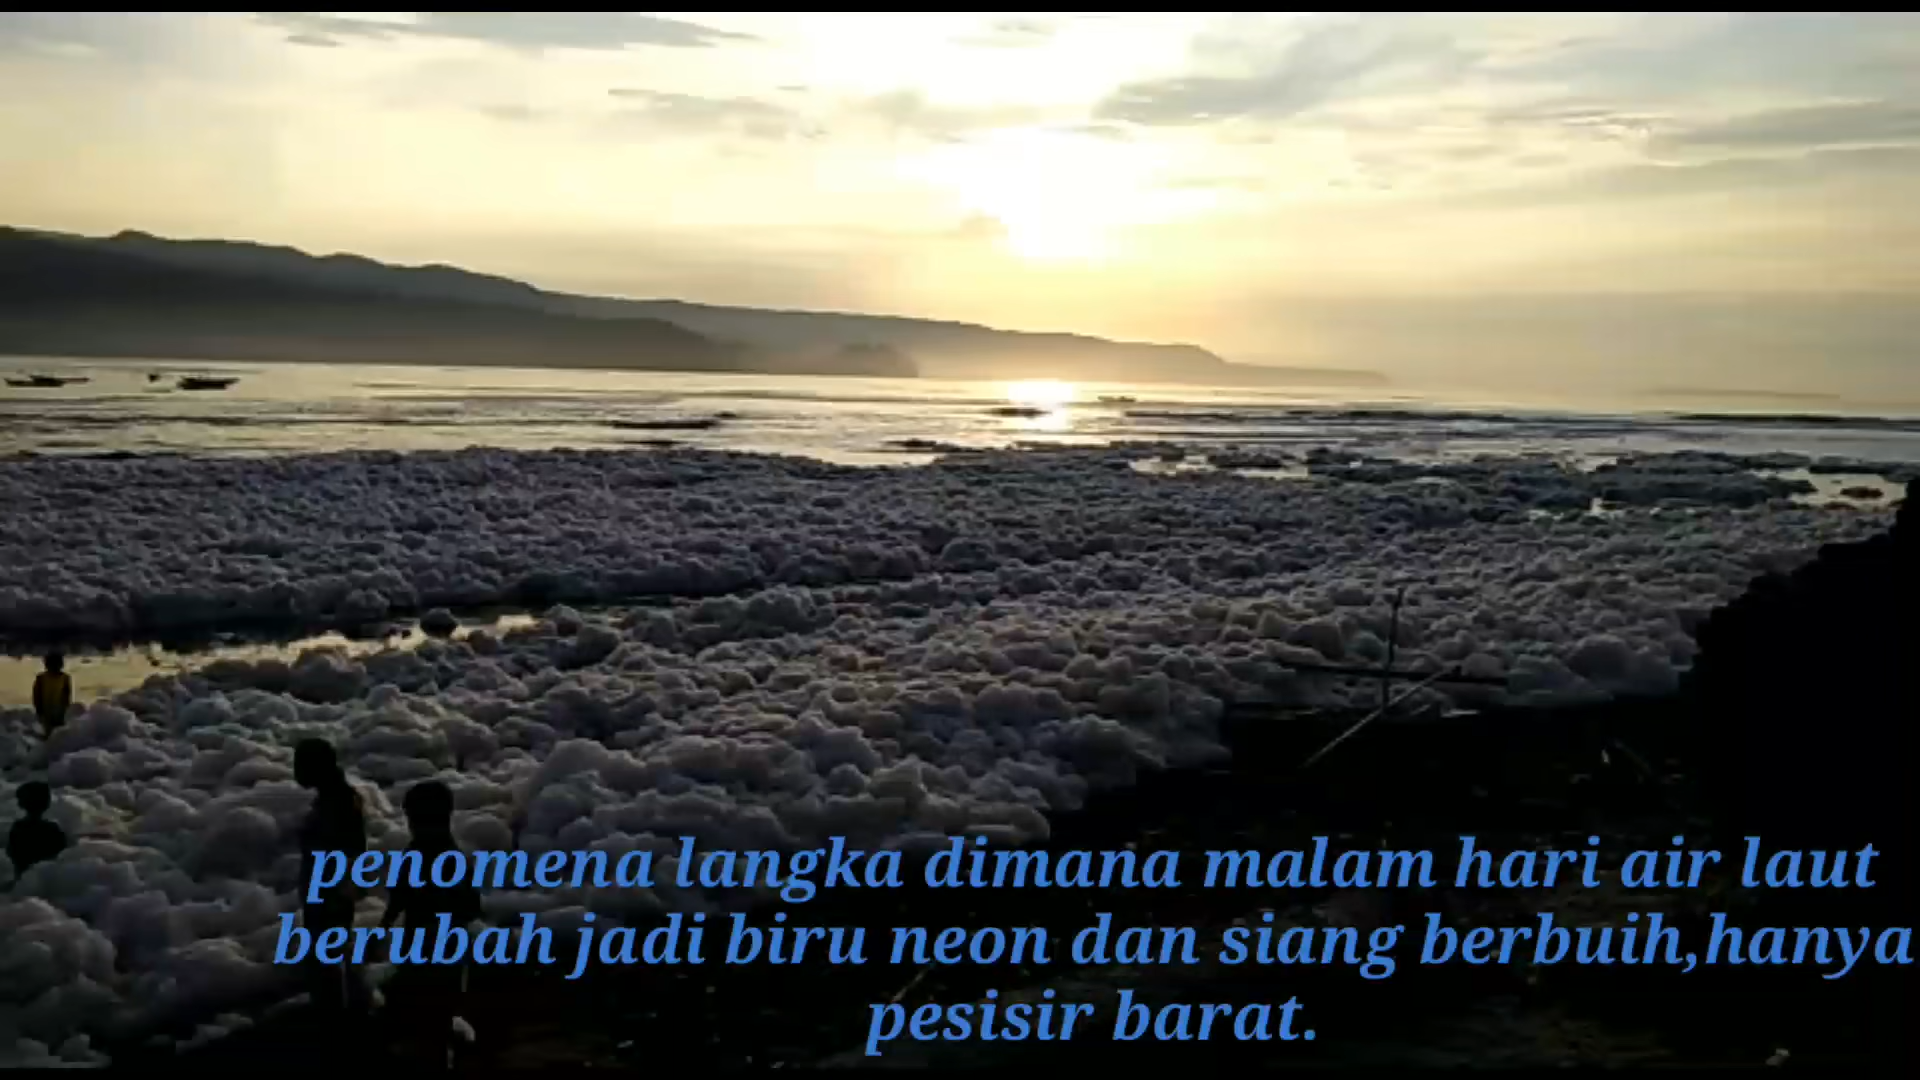 penomena langka dimana malam hari air laut
berubah jadi biru neon dan siang berbuih,hanya
pesisir barat.